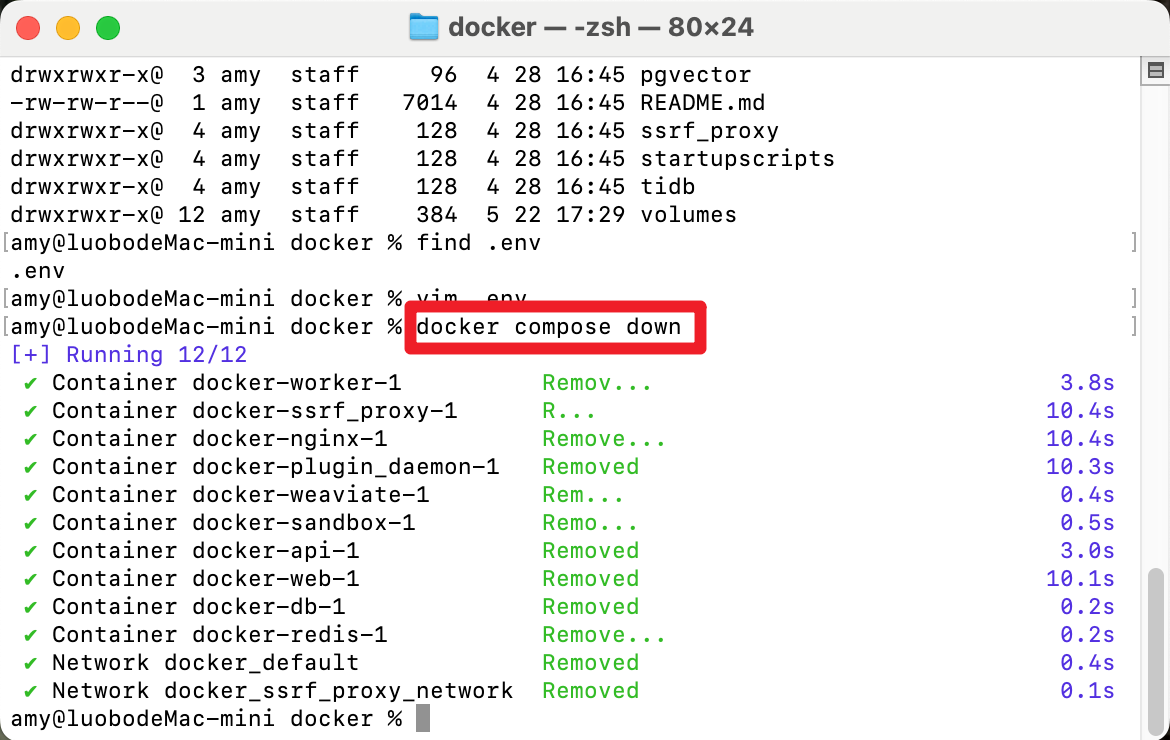 docker — -zsh — 80×24
drwxrwxr-x@  3 amy  staff     96  4 28 16:45 pgvector
-rw-rw-r--@  1 amy  staff   7014  4 28 16:45 README.md
drwxrwxr-x@  4 amy  staff    128  4 28 16:45 ssrf_proxy
drwxrwxr-x@  4 amy  staff    128  4 28 16:45 startupscripts
drwxrwxr-x@  4 amy  staff    128  4 28 16:45 tidb
drwxrwxr-x@ 12 amy  staff    384  5 22 17:29 volumes
[amy@luobodeMac-mini docker % find .env ]
.env
[amy@luobodeMac-mini docker % vim .env ]
[amy@luobodeMac-mini docker % docker compose down ]
[+] Running 12/12
✔ Container docker-worker-1 Remov... 3.8s
✔ Container docker-ssrf_proxy-1 R... 10.4s
✔ Container docker-nginx-1 Remove... 10.4s
✔ Container docker-plugin_daemon-1 Removed 10.3s
✔ Container docker-weaviate-1 Rem... 0.4s
✔ Container docker-sandbox-1 Remo... 0.5s
✔ Container docker-api-1 Removed 3.0s
✔ Container docker-web-1 Removed 10.1s
✔ Container docker-db-1 Removed 0.2s
✔ Container docker-redis-1 Remove... 0.2s
✔ Network docker_default Removed 0.4s
✔ Network docker_ssrf_proxy_network Removed 0.1s
amy@luobodeMac-mini docker %